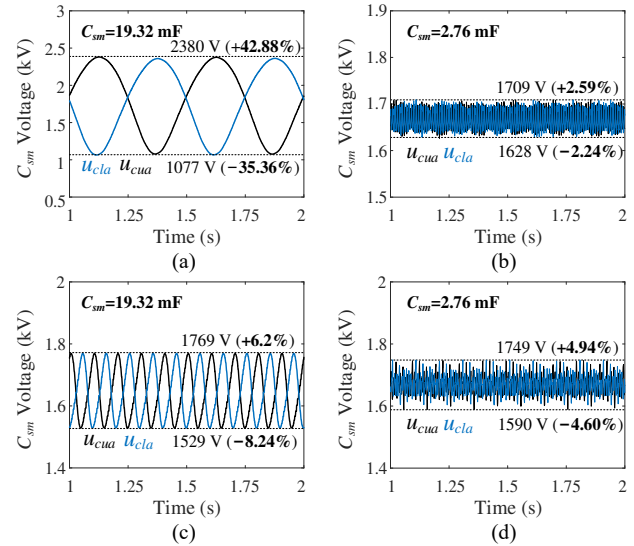 C_sm=19.32 mF
2380 V (+42.88%)
C_sm Voltage (kV)
3
2.5
2
1.5
1
0.5
u_cla u_cua
1077 V (−35.36%)
1 1.25 1.5 1.75 2
Time (s)
(a)
C_sm=2.76 mF
1709 V (+2.59%)
C_sm Voltage (kV)
1.9
1.8
1.7
1.6
1.5
u_cua u_cla
1628 V (−2.24%)
1 1.25 1.5 1.75 2
Time (s)
(b)
C_sm=19.32 mF
1769 V (+6.2%)
C_sm Voltage (kV)
2
1.8
1.6
1.4
u_cua u_cla
1529 V (−8.24%)
1 1.25 1.5 1.75 2
Time (s)
(c)
C_sm=2.76 mF
1749 V (+4.94%)
C_sm Voltage (kV)
2
1.8
1.6
1.4
u_cua u_cla
1590 V (−4.60%)
1 1.25 1.5 1.75 2
Time (s)
(d)